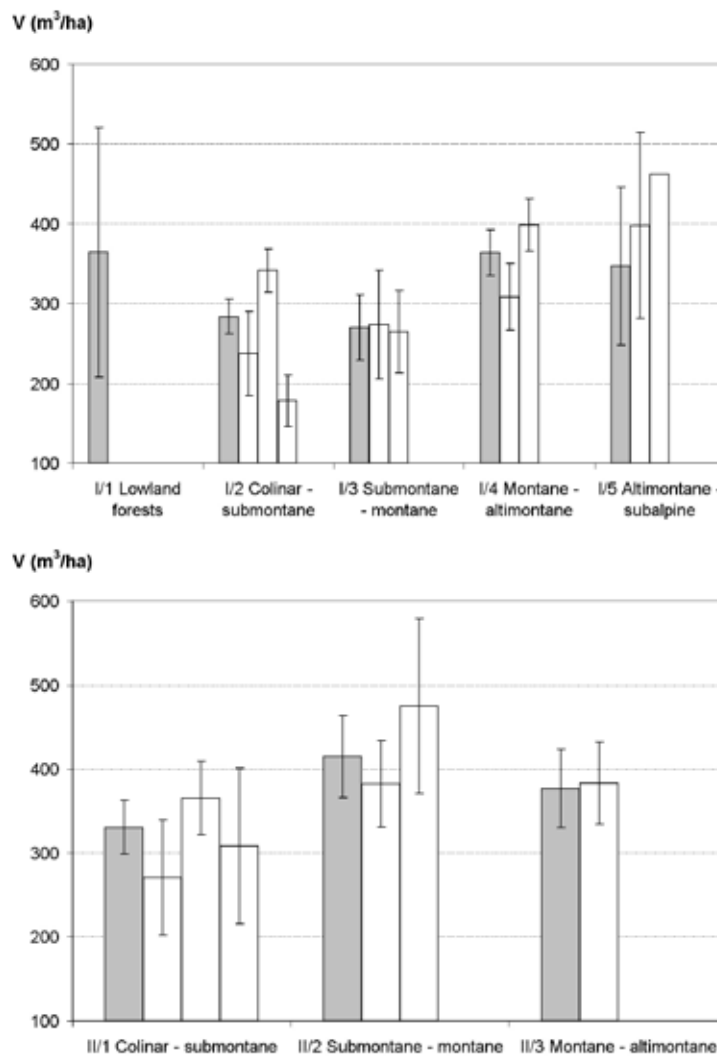 V (m³/ha)
600
500
400
300
200
100
I/1 Lowland forests
I/2 Colinar - submontane
I/3 Submontane - montane
I/4 Montane - altimontane
I/5 Altimontane - subalpine
V (m³/ha)
600
500
400
300
200
100
II/1 Colinar - submontane
II/2 Submontane - montane
II/3 Montane - altimontane